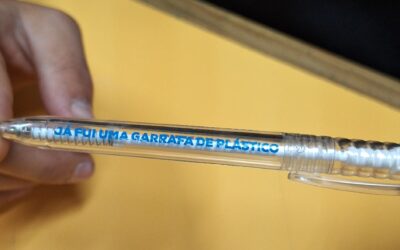 JÁ FUI UMA GARRAFA DE PLÁSTICO